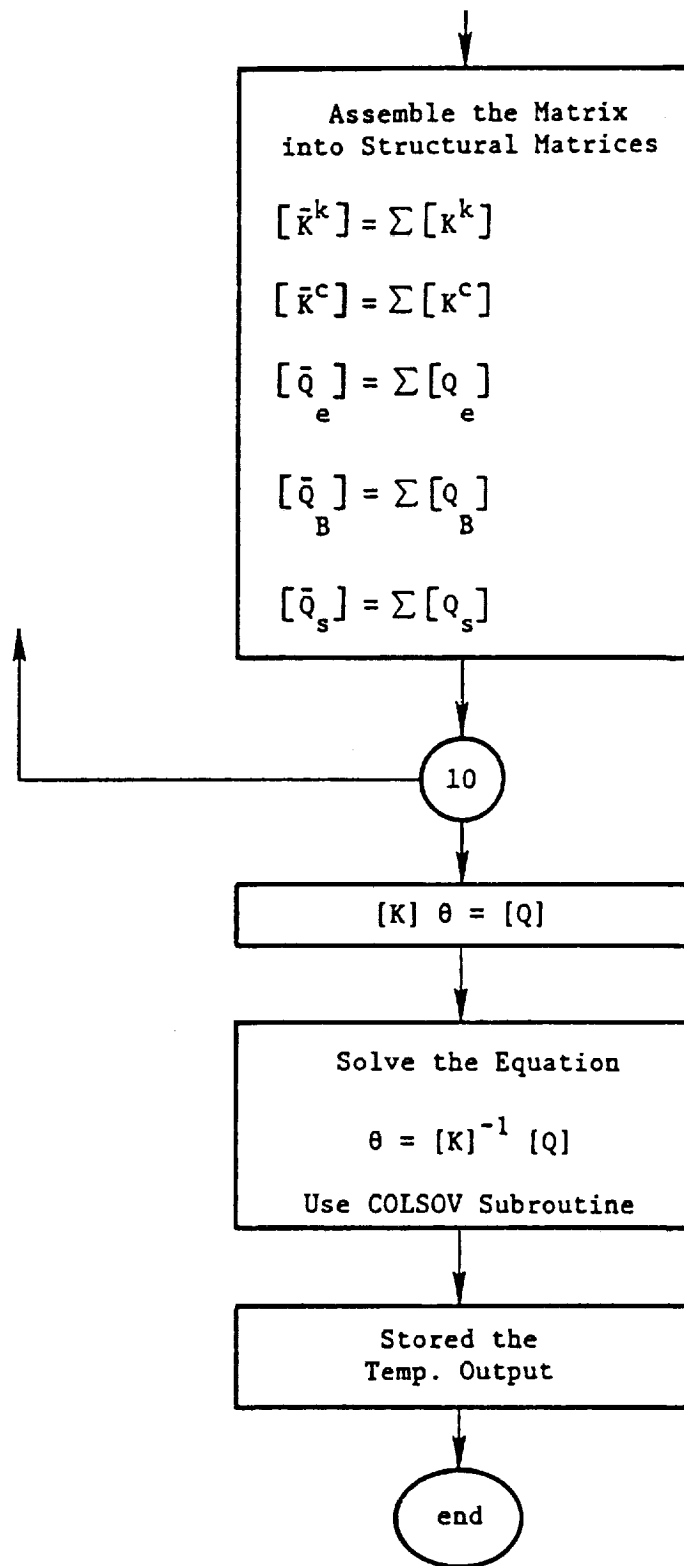 Assemble the Matrix
into Structural Matrices
[K̄ᵏ] = Σ [Kᵏ]
[K̄ᶜ] = Σ [Kᶜ]
[Q̄ₑ] = Σ [Qₑ]
[Q̄_B] = Σ [Q_B]
[Q̄ₛ] = Σ [Qₛ]
10
[K] θ = [Q]
Solve the Equation
θ = [K]⁻¹ [Q]
Use COLSOV Subroutine
Stored the
Temp. Output
end